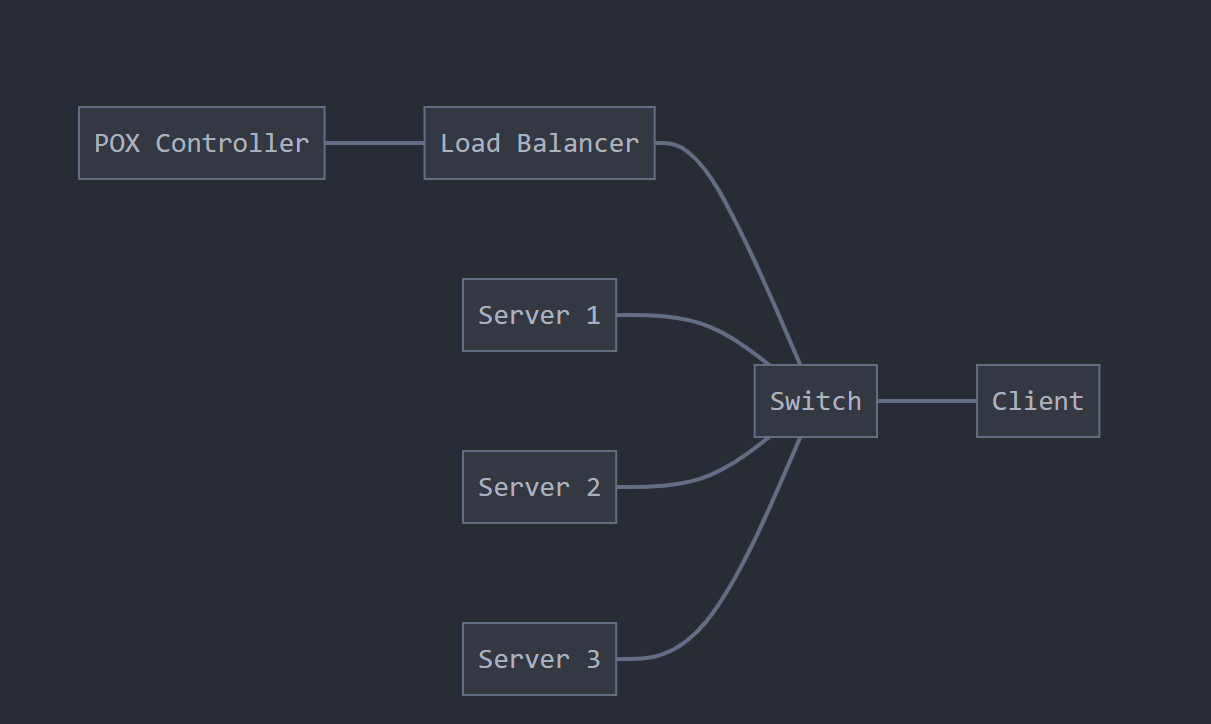 POX Controller
Load Balancer
Server 1
Switch
Client
Server 2
Server 3